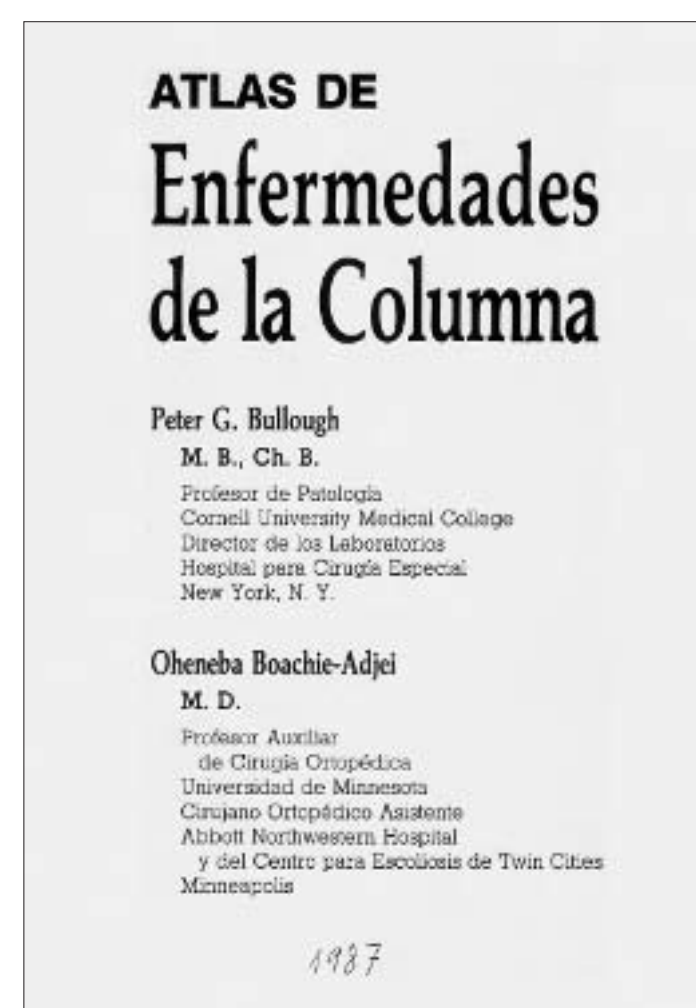 ATLAS DE
Enfermedades
de la Columna
Peter G. Bullough
M. B., Ch. B.
Profesor de Patología
Cornell University Medical College
Director de los Laboratorios
Hospital para Cirugía Especial
New York, N. Y.
Oheneba Boachie-Adjei
M. D.
Profesor Auxiliar
de Cirugía Ortopédica
Universidad de Minnesota
Cirujano Ortopédico Asistente
Abbott Northwestern Hospital
y del Centro para Escoliosis de Twin Cities
Minneapolis
1987